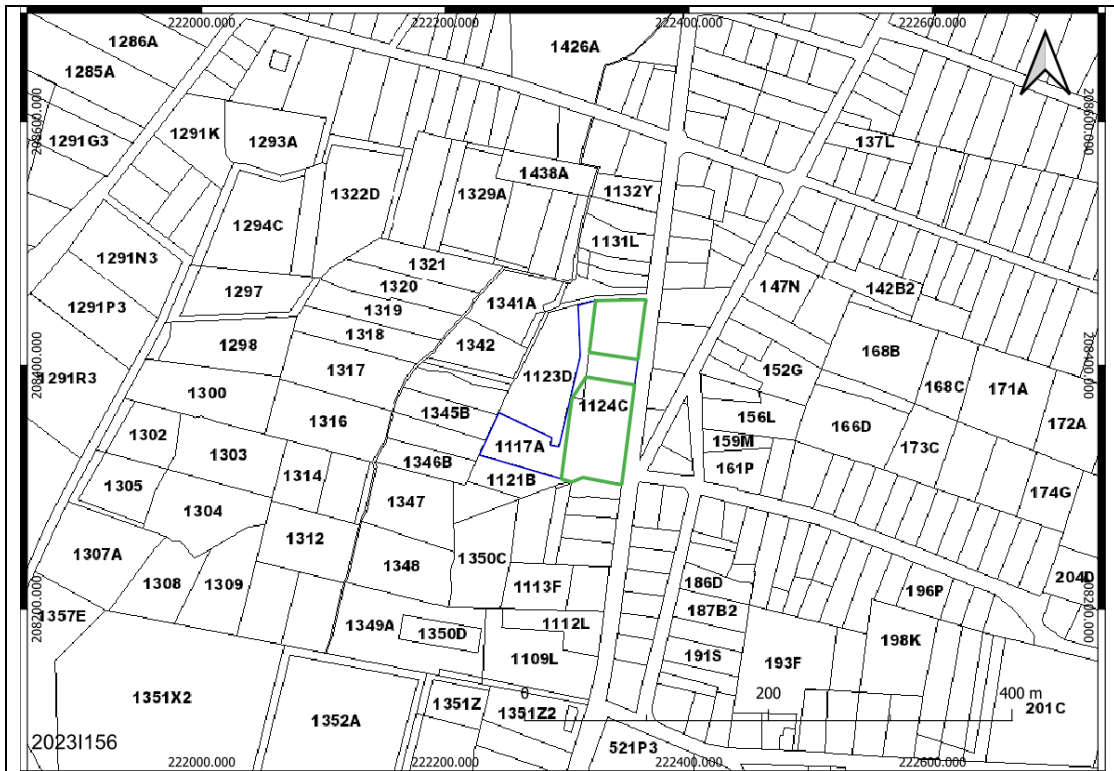 222000.000 222200.000 222400.000 222600.000
1286A
1426A
1285A
208600.000
208600.000
1291K
1291G3
1293A
137L
1438A
1322D
1329A
1132Y
1294C
1131L
1291N3
1321
1320
147N
142B2
1297
1341A
1291P3
1319
1318
1298
1342
168B
208400.000
208400.000
1317
1123D
152G
1291R3
168C
171A
1300
1124C
172A
1345B
156L
1316
166D
1302
159M
1117A
173C
1303
1346B
161P
1314
1305
1121B
174G
1304
1347
1312
1307A
1350C
1348
204D
1308
1309
1113F
186D
196P
208200.000
208200.000
1357E
187B2
1349A
1112L
1350D
198K
191S
1109L
193F
0 200 400 m
1351X2
1351Z
1351Z2
201C
1352A
2023I156
521P3
222000.000 222200.000 222400.000 222600.000